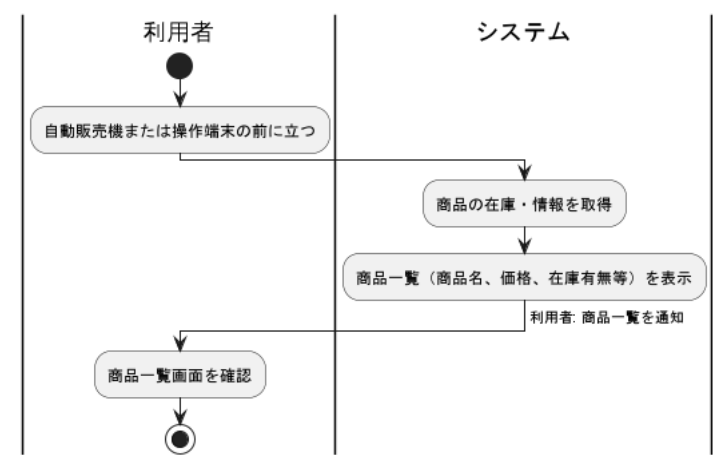 利用者
システム
自動販売機または操作端末の前に立つ
商品の在庫・情報を取得
商品一覧（商品名、価格、在庫有無等）を表示
利用者: 商品一覧を通知
商品一覧画面を確認